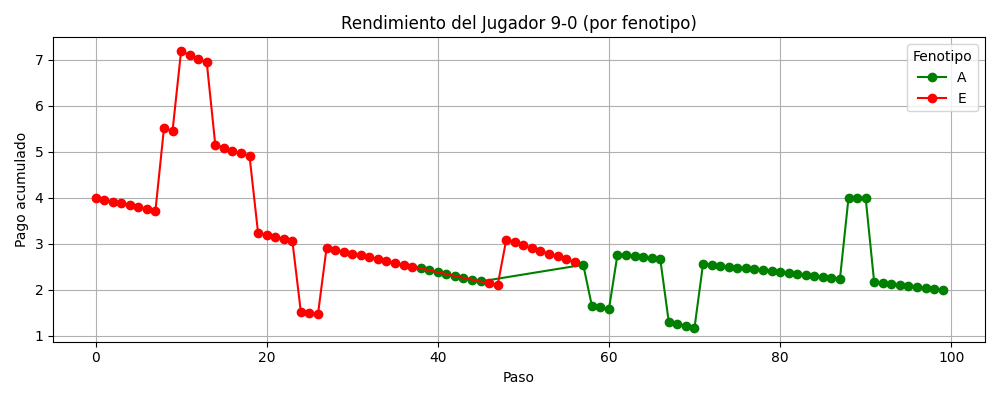 Rendimiento del Jugador 9-0 (por fenotipo)
Pago acumulado
7
6
5
4
3
2
1
0
20
40
60
80
100
Paso
Fenotipo
A
E